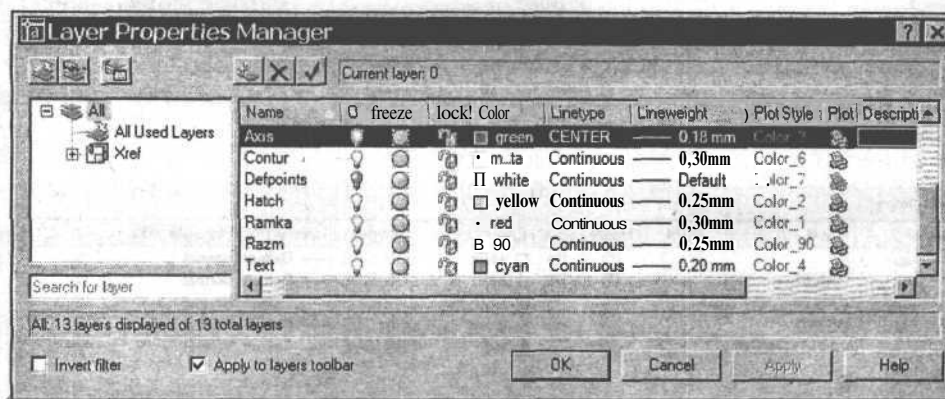 Layer Properties Manager
Current layer: 0
All
All Used Layers
Xref
Search for layer
Name O freeze lock! Color Linetype Lineweight ) Plot Style Plot Descripti
Axis green CENTER 0,18 mm
Contur m...ta Continuous 0,30mm Color_6
Defpoints П white Continuous Default
Hatch yellow Continuous 0.25mm Color_2
Ramka red Continuous 0,30mm
Razm В 90 Continuous 0.25mm Color_90
Text cyan Continuous 0,20 mm Color_4
All: 13 layers displayed of 13 total layers
Invert filter Apply to layers toolbar OK Cancel Apply Help